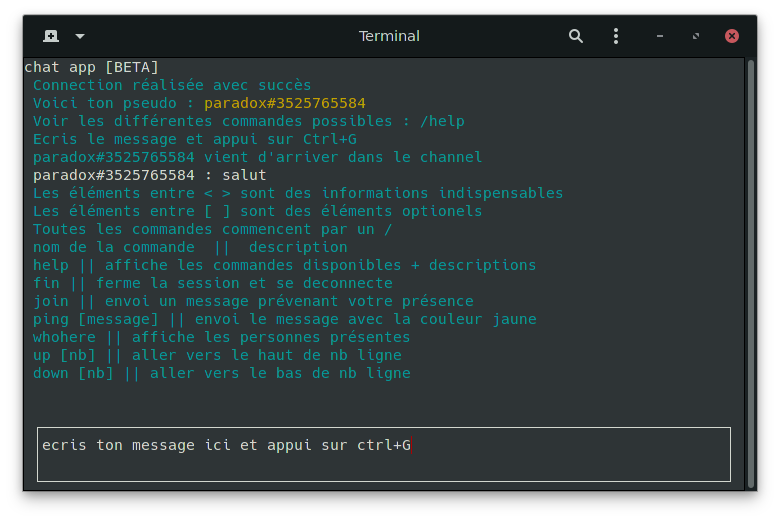 Terminal
chat app [BETA]
Connection réalisée avec succès
Voici ton pseudo : paradox#3525765584
Voir les différentes commandes possibles : /help
Ecris le message et appui sur Ctrl+G
paradox#3525765584 vient d'arriver dans le channel
paradox#3525765584 : salut
Les éléments entre < > sont des informations indispensables
Les éléments entre [ ] sont des éléments optionels
Toutes les commandes commencent par un /
nom de la commande  ||  description
help || affiche les commandes disponibles + descriptions
fin || ferme la session et se deconnecte
join || envoi un message prévenant votre présence
ping [message] || envoi le message avec la couleur jaune
whohere || affiche les personnes présentes
up [nb] || aller vers le haut de nb ligne
down [nb] || aller vers le bas de nb ligne
ecris ton message ici et appui sur ctrl+G